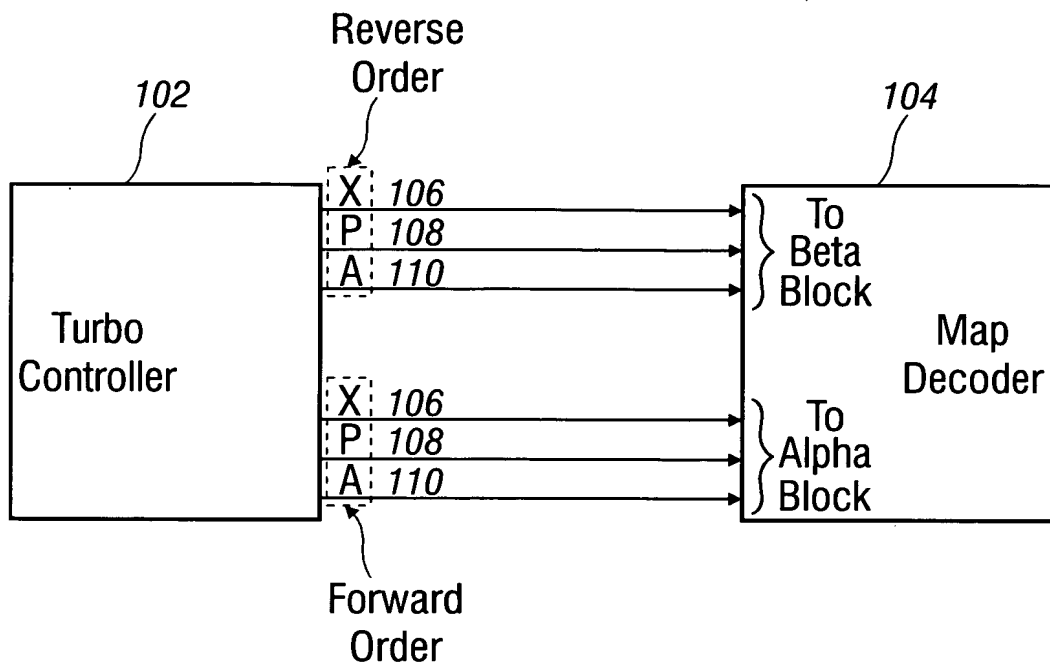 Reverse
Order
102
104
X 106
P 108
A 110
To
Beta
Block
Turbo
Controller
Map
Decoder
X 106
P 108
A 110
To
Alpha
Block
Forward
Order